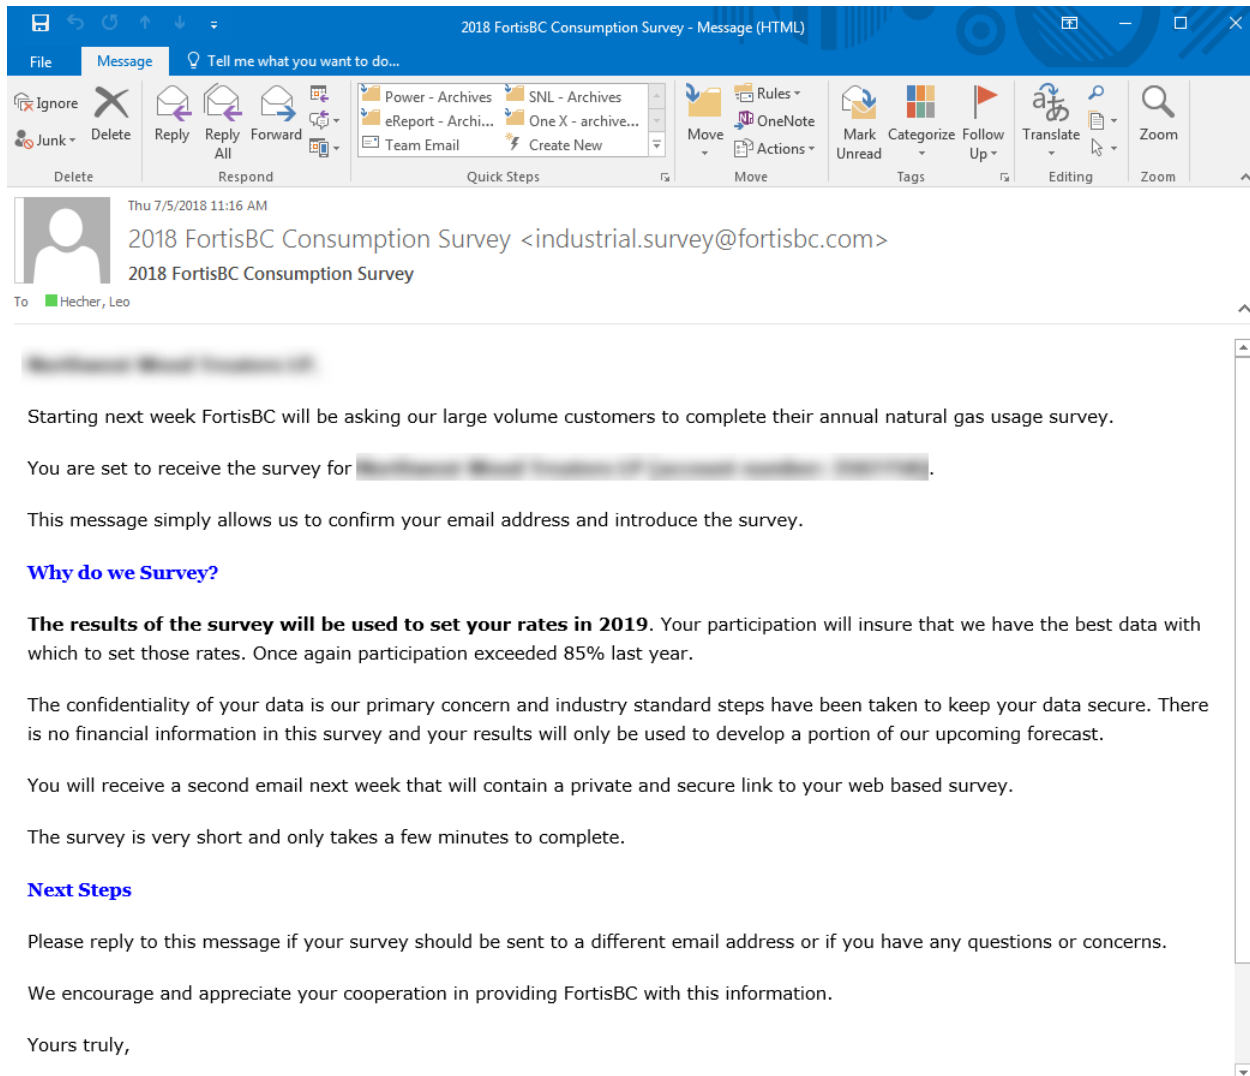 2018 FortisBC Consumption Survey - Message (HTML)
File Message Tell me what you want to do...
Ignore
Junk
Delete
Reply
Reply All
Forward
Power - Archives SNL - Archives
eReport - Archi... One X - archive...
Team Email Create New
Move
Rules
OneNote
Actions
Mark Unread
Categorize
Follow Up
Translate
Zoom
Delete Respond Quick Steps Move Tags Editing Zoom
Thu 7/5/2018 11:16 AM
2018 FortisBC Consumption Survey <industrial.survey@fortisbc.com>
2018 FortisBC Consumption Survey
To Hecher, Leo
Starting next week FortisBC will be asking our large volume customers to complete their annual natural gas usage survey.
You are set to receive the survey for .
This message simply allows us to confirm your email address and introduce the survey.
Why do we Survey?
The results of the survey will be used to set your rates in 2019. Your participation will insure that we have the best data with
which to set those rates. Once again participation exceeded 85% last year.
The confidentiality of your data is our primary concern and industry standard steps have been taken to keep your data secure. There
is no financial information in this survey and your results will only be used to develop a portion of our upcoming forecast.
You will receive a second email next week that will contain a private and secure link to your web based survey.
The survey is very short and only takes a few minutes to complete.
Next Steps
Please reply to this message if your survey should be sent to a different email address or if you have any questions or concerns.
We encourage and appreciate your cooperation in providing FortisBC with this information.
Yours truly,